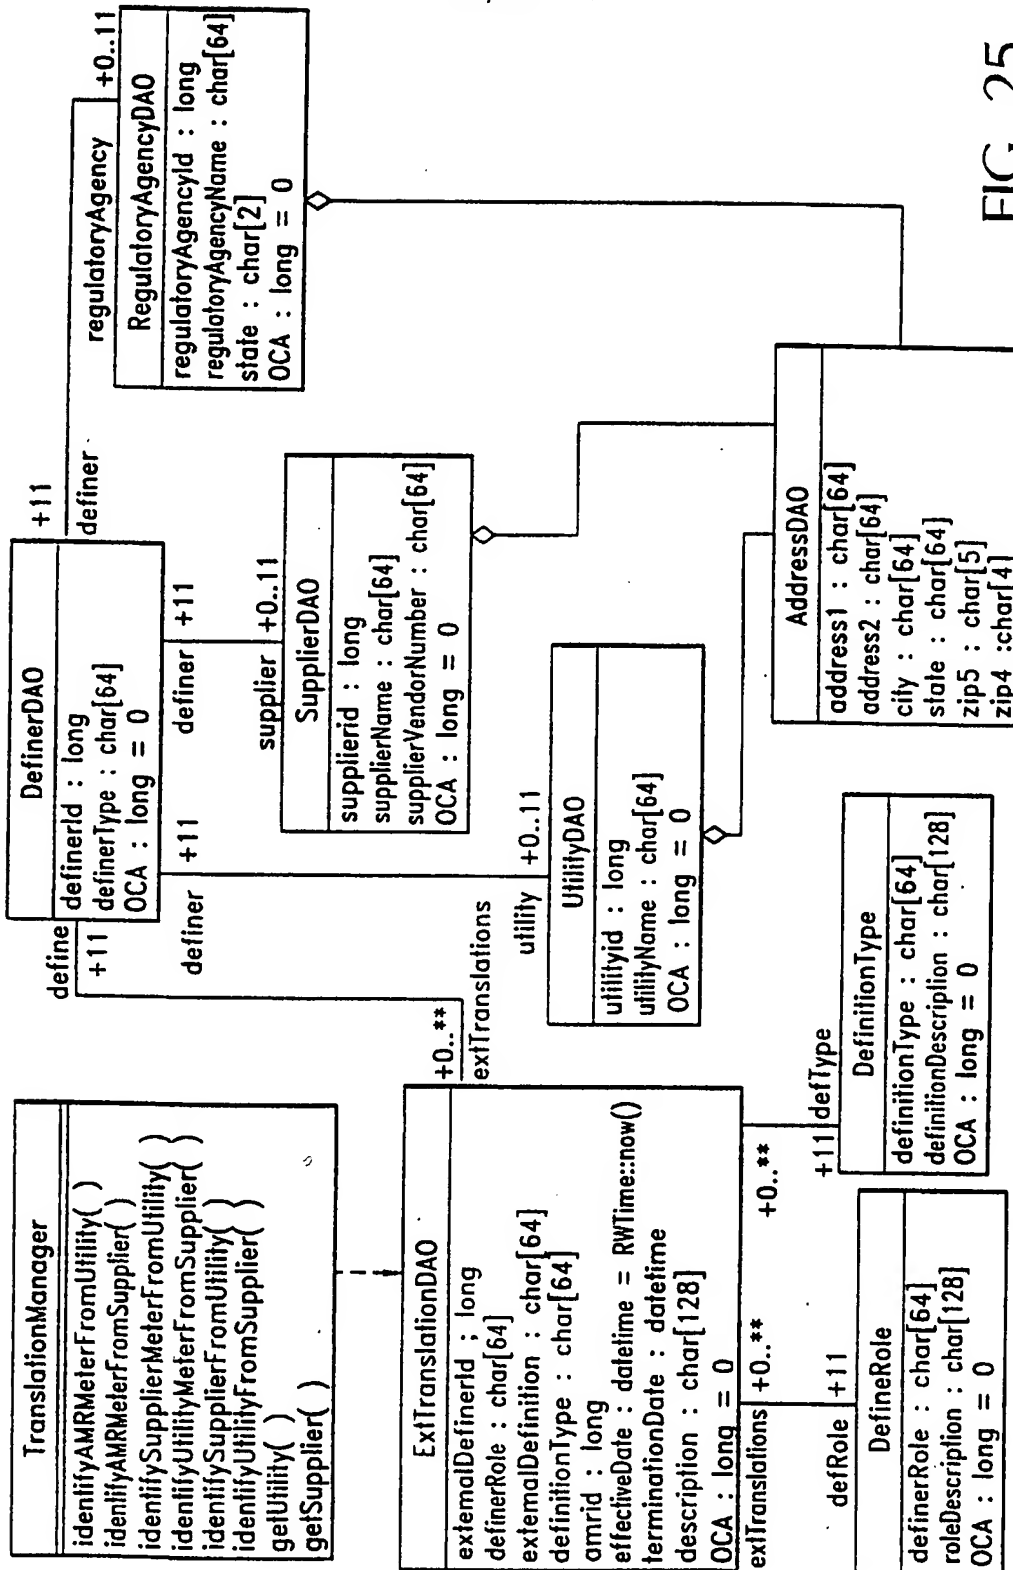 TranslationManager
identifyAMRMeterFromUtility( )
identifyAMRMeterFromSupplier( )
identifySupplierMeterFromUtility( )
identifyUtilityMeterFromSupplier( )
identifySupplierFromUtility( )
identifyUtilityFromSupplier( )
getUtility( )
getSupplier( )
define
+11
DefinerDAO
definerId : long
definerType : char[64]
OCA : long = 0
+11
definer
regulatoryAgency
+0..11
RegulatoryAgencyDAO
regulatoryAgencyId : long
regulatoryAgencyName : char[64]
state : char[2]
OCA : long = 0
definer
+11
definer
+11
supplier
+0..11
SupplierDAO
supplierid : long
supplierName : char[64]
supplierVendorNumber : char[64]
OCA : long = 0
+0..**
extTranslations
utility
+0..11
UtilityDAO
utilityid : long
utilityName : char[64]
OCA : long = 0
ExtTranslationDAO
externalDefinerId ; long
definerRole : char[64]
externalDefinition : char[64]
definitionType : char[64]
amrid : long
effectiveDate : datetime = RWTime::now()
terminationDate : datetime
description : char[128]
OCA : long = 0
extTranslations
+0..**
+0..**
defRole
+11
+11
defType
DefineRole
definerRole : char[64]
roleDescription : char[128]
OCA : long = 0
DefinitionType
definitionType : char[64]
definitionDescription : char[128]
OCA : long = 0
AddressDAO
address1 : char[64]
address2 : char[64]
city : char[64]
state : char[64]
zip5 : char[5]
zip4 :char[4]
FIG. 25